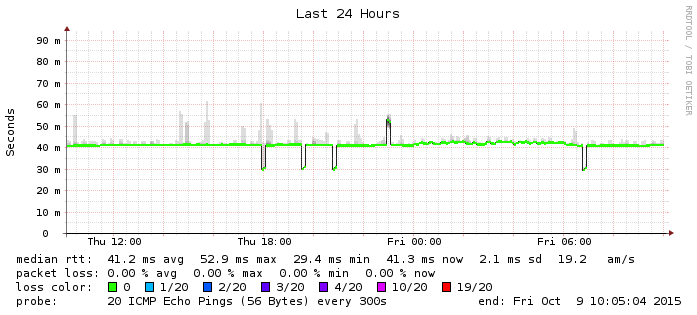 Last 24 Hours
RRDTOOL / TOBI OETIKER
Seconds
90 m
80 m
70 m
60 m
50 m
40 m
30 m
20 m
10 m
0
Thu 12:00 Thu 18:00 Fri 00:00 Fri 06:00
median rtt: 41.2 ms avg 52.9 ms max 29.4 ms min 41.3 ms now 2.1 ms sd 19.2 am/s
packet loss: 0.00 % avg 0.00 % max 0.00 % min 0.00 % now
loss color: 0 1/20 2/20 3/20 4/20 10/20 19/20
probe: 20 ICMP Echo Pings (56 Bytes) every 300s end: Fri Oct 9 10:05:04 2015